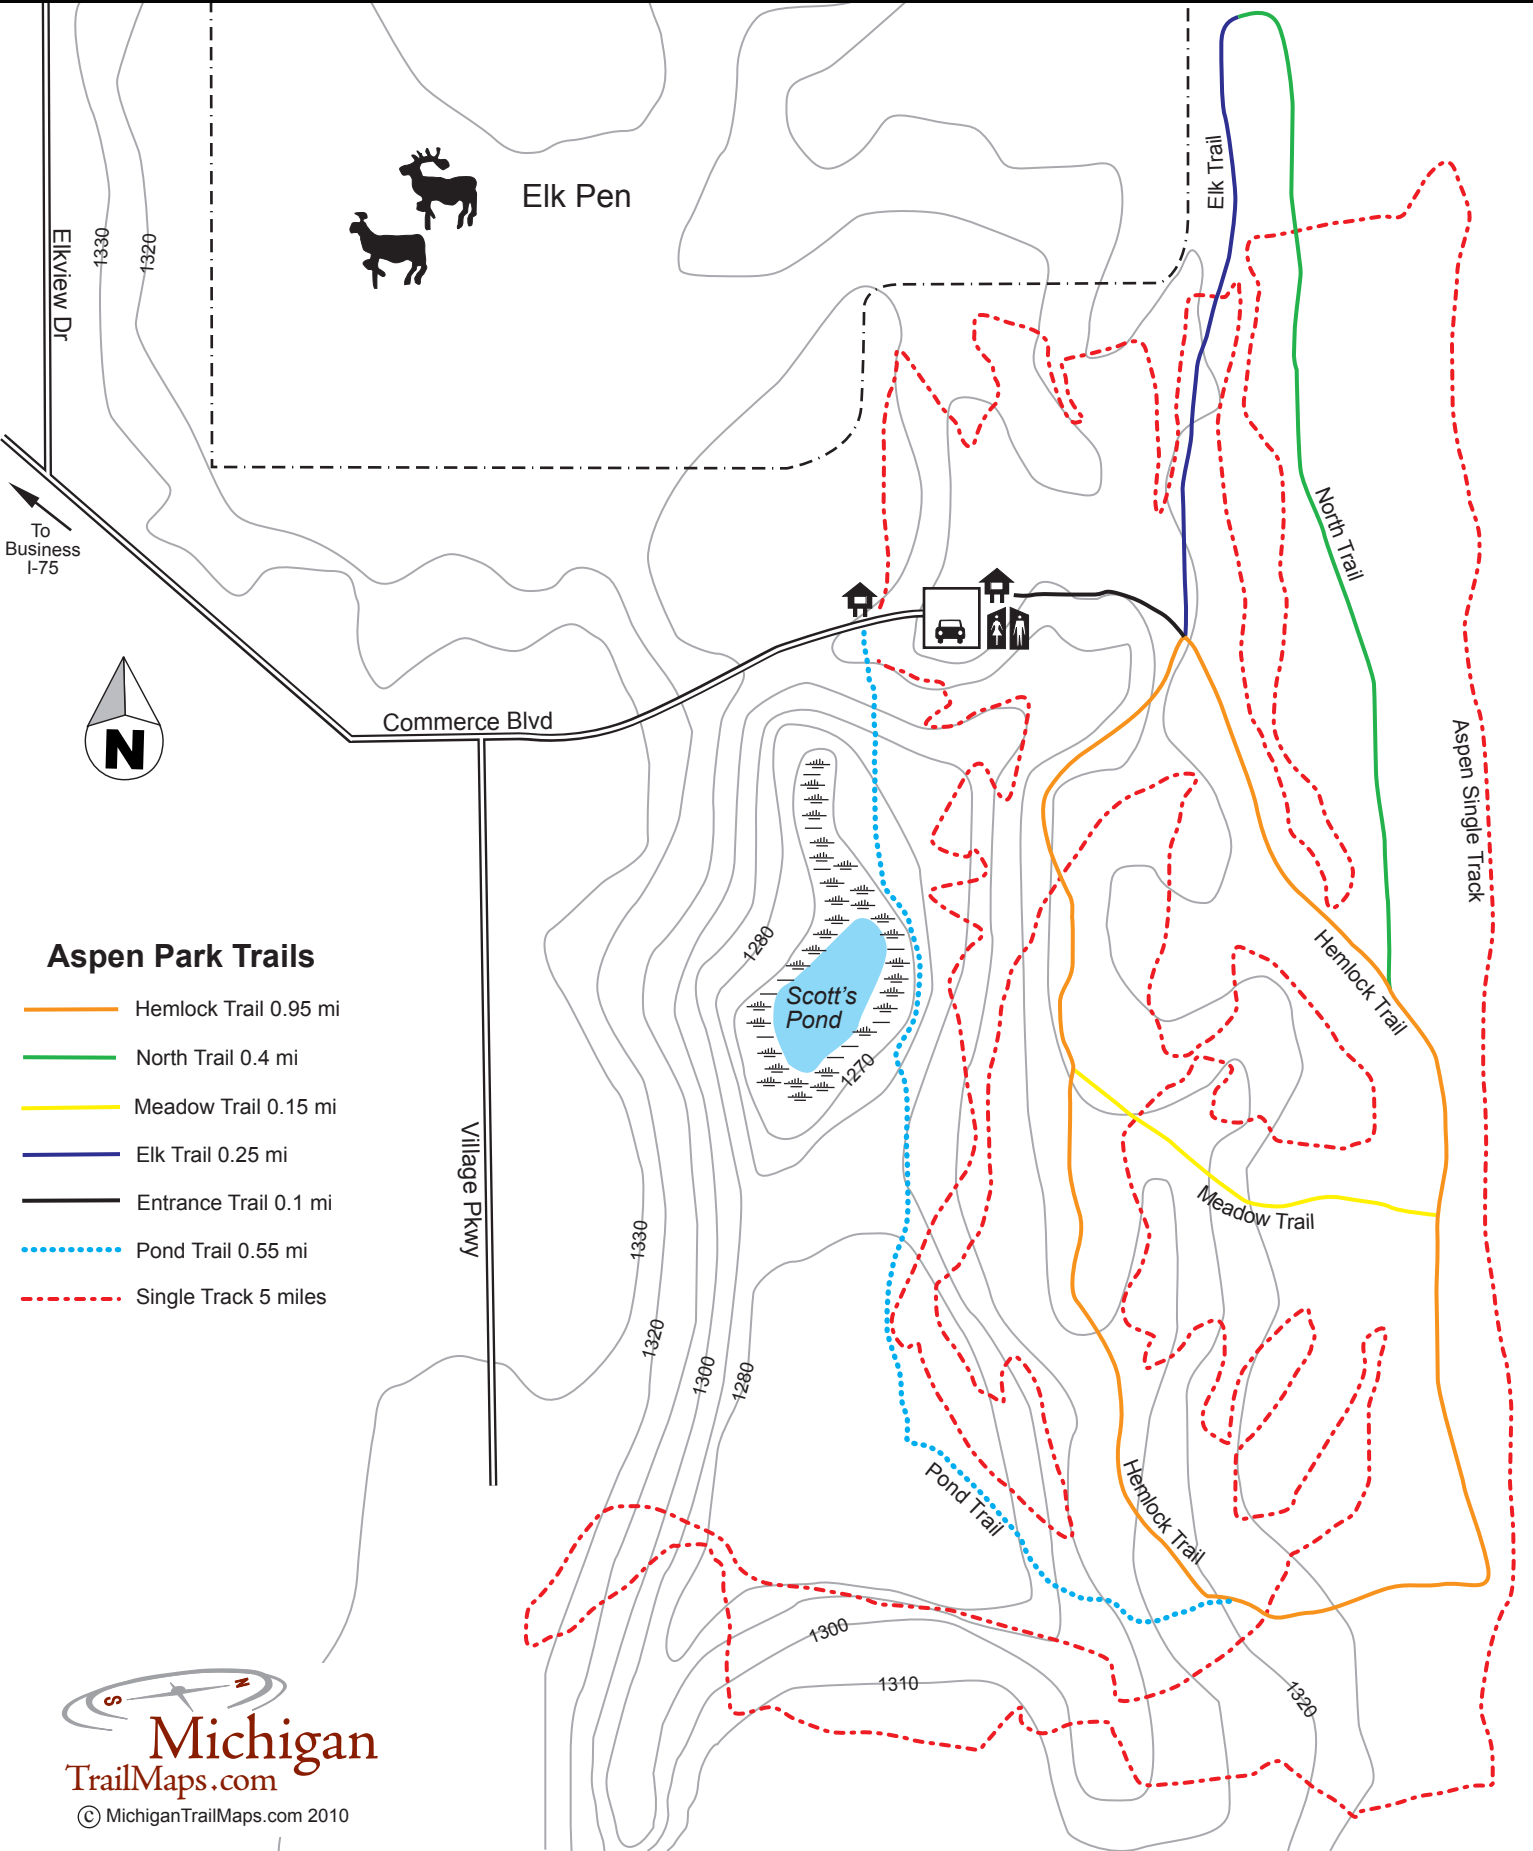 Elk Pen
Elk Trail
Elkview Dr
1330
1320
To
Business
I-75
North Trail
N
Commerce Blvd
Aspen Single Track
Aspen Park Trails
Hemlock Trail 0.95 mi
North Trail 0.4 mi
Meadow Trail 0.15 mi
Elk Trail 0.25 mi
Entrance Trail 0.1 mi
Pond Trail 0.55 mi
Single Track 5 miles
1280
Scott's
Pond
1270
Hemlock Trail
Village Pkwy
Meadow Trail
1330
1320
1300
1280
Pond Trail
Hemlock Trail
1300
1310
1320
S
N
Michigan
TrailMaps.com
© MichiganTrailMaps.com 2010